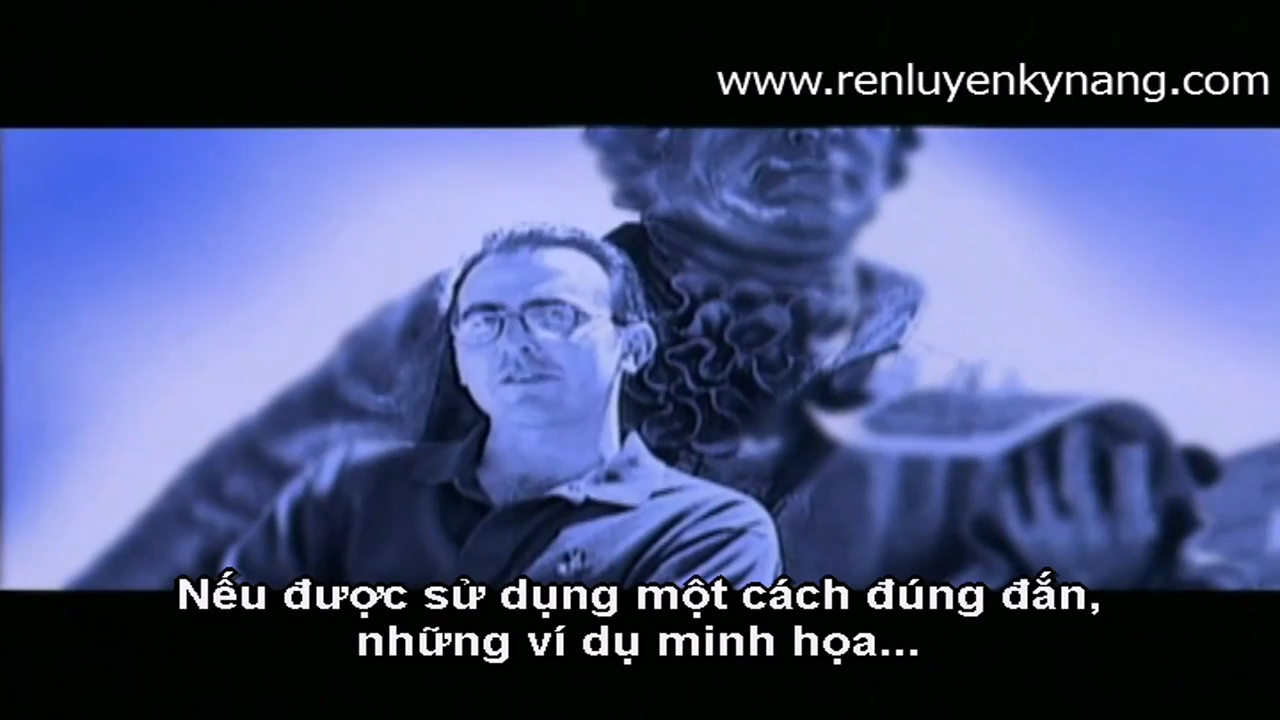 www.renluyenkynang.com
Nếu được sử dụng một cách đúng đắn,
những ví dụ minh họa...